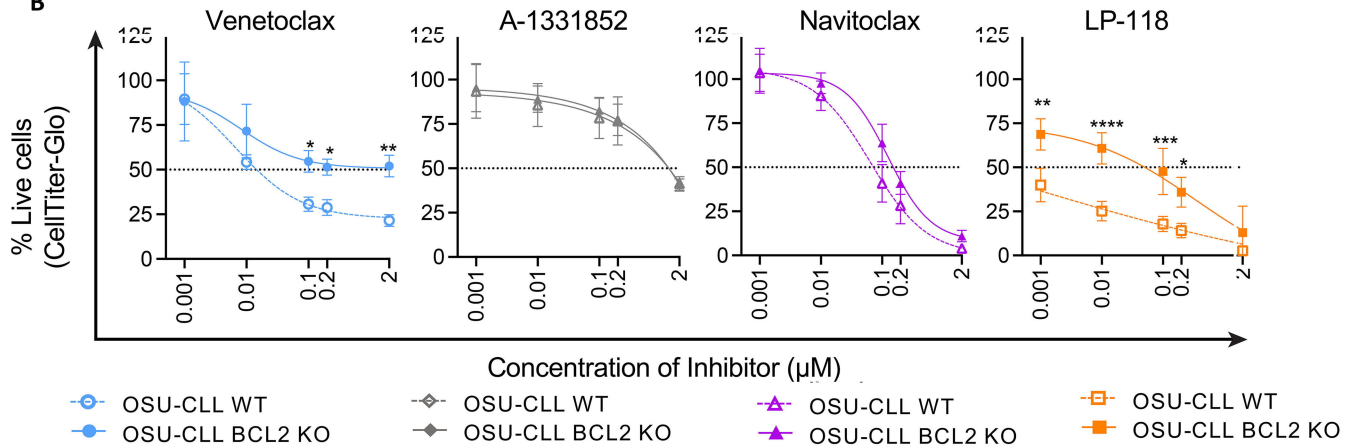 B
Venetoclax
A-1331852
Navitoclax
LP-118
% Live cells
(CellTiter-Glo)
125
100
75
50
25
0
* * **
0.001
0.01
0.1
0.2
2
125
100
75
50
25
0
0.001
0.01
0.1
0.2
2
125
100
75
50
25
0
0.001
0.01
0.1
0.2
2
125
100
75
50
25
0
** **** *** *
0.001
0.01
0.1
0.2
2
Concentration of Inhibitor (µM)
OSU-CLL WT
OSU-CLL BCL2 KO
OSU-CLL WT
OSU-CLL BCL2 KO
OSU-CLL WT
OSU-CLL BCL2 KO
OSU-CLL WT
OSU-CLL BCL2 KO